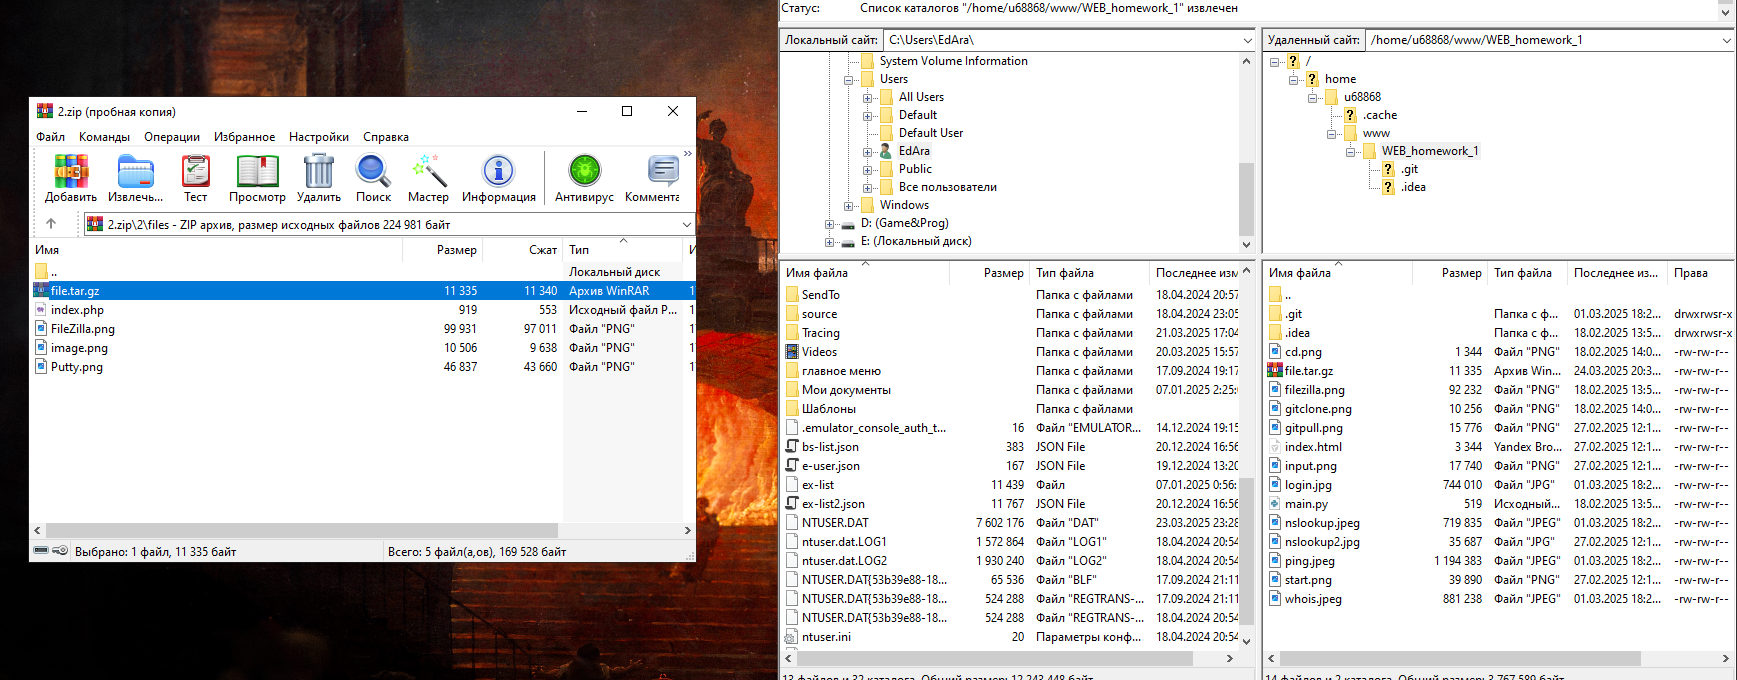 Статус: Список каталогов "/home/u68868/www/WEB_homework_1" извлечен
2.zip (пробная копия)
Файл Команды Операции Избранное Настройки Справка
Добавить Извлечь... Тест Просмотр Удалить Поиск Мастер Информация Антивирус Коммента
2.zip\2\files - ZIP архив, размер исходных файлов 224 981 байт
Имя Размер Сжат Тип
.. Локальный диск
file.tar.gz 11 335 11 340 Архив WinRAR
index.php 919 553 Исходный файл P...
FileZilla.png 99 931 97 011 Файл "PNG"
image.png 10 506 9 638 Файл "PNG"
Putty.png 46 837 43 660 Файл "PNG"
Выбрано: 1 файл, 11 335 байт Всего: 5 файл(а,ов), 169 528 байт
Локальный сайт: C:\Users\EdAra\
System Volume Information
Users
All Users
Default
Default User
EdAra
Public
Все пользователи
Windows
D: (Game&Prog)
E: (Локальный диск)
Имя файла Размер Тип файла Последнее изм
SendTo Папка с файлами 18.04.2024 20:57
source Папка с файлами 18.04.2024 23:05
Tracing Папка с файлами 21.03.2025 17:04
Videos Папка с файлами 20.03.2025 15:57
главное меню Папка с файлами 17.09.2024 19:17
Мои документы Папка с файлами 07.01.2025 2:25:
Шаблоны Папка с файлами
.emulator_console_auth_t... 16 Файл "EMULATOR... 14.12.2024 19:15
bs-list.json 383 JSON File 20.12.2024 16:56
e-user.json 167 JSON File 19.12.2024 13:20
ex-list 11 439 Файл 07.01.2025 0:56:
ex-list2.json 11 767 JSON File 20.12.2024 16:56
NTUSER.DAT 7 602 176 Файл "DAT" 23.03.2025 23:28
ntuser.dat.LOG1 1 572 864 Файл "LOG1" 18.04.2024 20:54
ntuser.dat.LOG2 1 930 240 Файл "LOG2" 18.04.2024 20:54
NTUSER.DAT{53b39e88-18... 65 536 Файл "BLF" 17.09.2024 21:11
NTUSER.DAT{53b39e88-18... 524 288 Файл "REGTRANS-... 17.09.2024 21:11
NTUSER.DAT{53b39e88-18... 524 288 Файл "REGTRANS-... 18.04.2024 20:54
ntuser.ini 20 Параметры конф... 18.04.2024 20:54
13 файлов и 32 каталога. Общий размер: 12 243 448 байт
Удаленный сайт: /home/u68868/www/WEB_homework_1
/
home
u68868
.cache
www
WEB_homework_1
.git
.idea
Имя файла Размер Тип файла Последнее из... Права
..
.git Папка с ф... 01.03.2025 18:2... drwxrwsr-x
.idea Папка с ф... 18.02.2025 13:5... drwxrwsr-x
cd.png 1 344 Файл "PNG" 18.02.2025 14:0... -rw-rw-r--
file.tar.gz 11 335 Архив Win... 24.03.2025 20:3... -rw-rw-r--
filezilla.png 92 232 Файл "PNG" 18.02.2025 13:5... -rw-rw-r--
gitclone.png 10 256 Файл "PNG" 18.02.2025 14:0... -rw-rw-r--
gitpull.png 15 776 Файл "PNG" 27.02.2025 12:1... -rw-rw-r--
index.html 3 344 Yandex Bro... 27.02.2025 12:1... -rw-rw-r--
input.png 17 740 Файл "PNG" 27.02.2025 12:1... -rw-rw-r--
login.jpg 744 010 Файл "JPG" 01.03.2025 18:2... -rw-rw-r--
main.py 519 Исходный... 18.02.2025 13:5... -rw-rw-r--
nslookup.jpeg 719 835 Файл "JPEG" 01.03.2025 18:2... -rw-rw-r--
nslookup2.jpg 35 687 Файл "JPG" 27.02.2025 12:1... -rw-rw-r--
ping.jpeg 1 194 383 Файл "JPEG" 01.03.2025 18:2... -rw-rw-r--
start.png 39 890 Файл "PNG" 27.02.2025 12:1... -rw-rw-r--
whois.jpeg 881 238 Файл "JPEG" 01.03.2025 18:2... -rw-rw-r--
14 файлов и 2 каталога. Общий размер: 3 767 589 байт